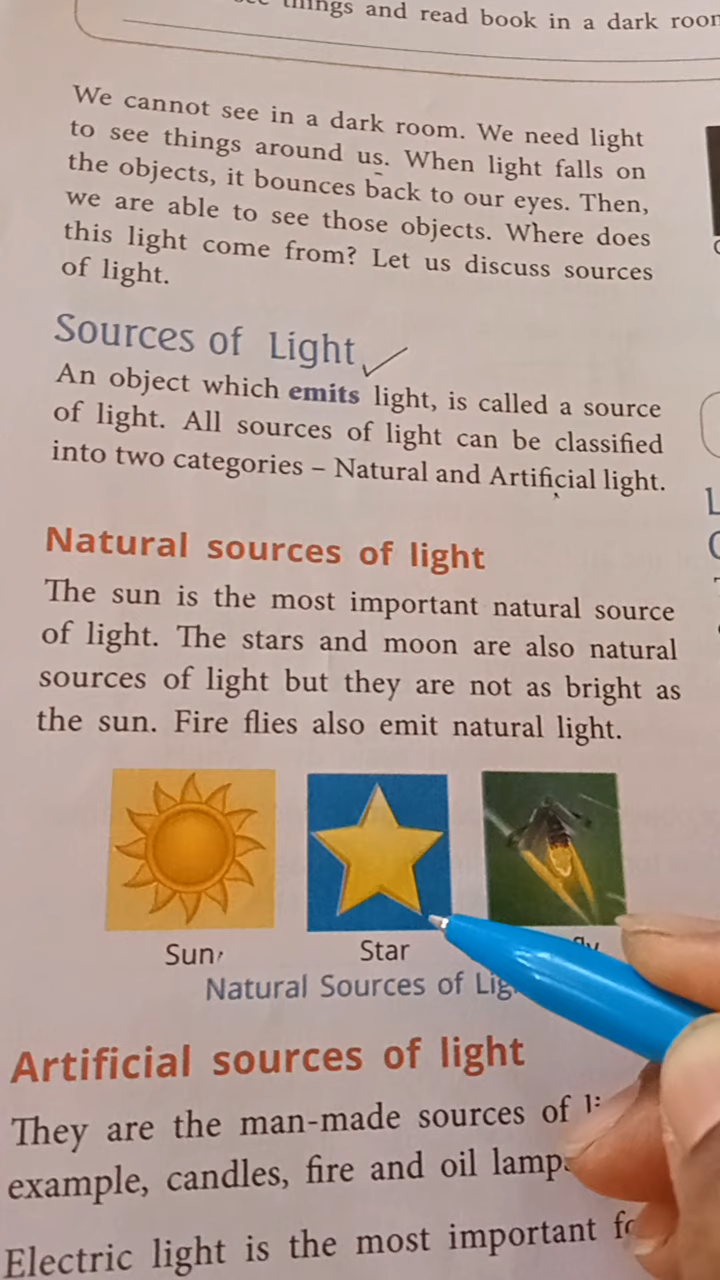 things and read book in a dark room
We cannot see in a dark room. We need light
to see things around us. When light falls on
the objects, it bounces back to our eyes. Then,
we are able to see those objects. Where does
this light come from? Let us discuss sources
of light.
Sources of Light
An object which emits light, is called a source
of light. All sources of light can be classified
into two categories – Natural and Artificial light.
Natural sources of light
The sun is the most important natural source
of light. The stars and moon are also natural
sources of light but they are not as bright as
the sun. Fire flies also emit natural light.
Sun
Star
Natural Sources of
Artificial sources of light
They are the man-made sources of
example, candles, fire and oil lamps
Electric light is the most important